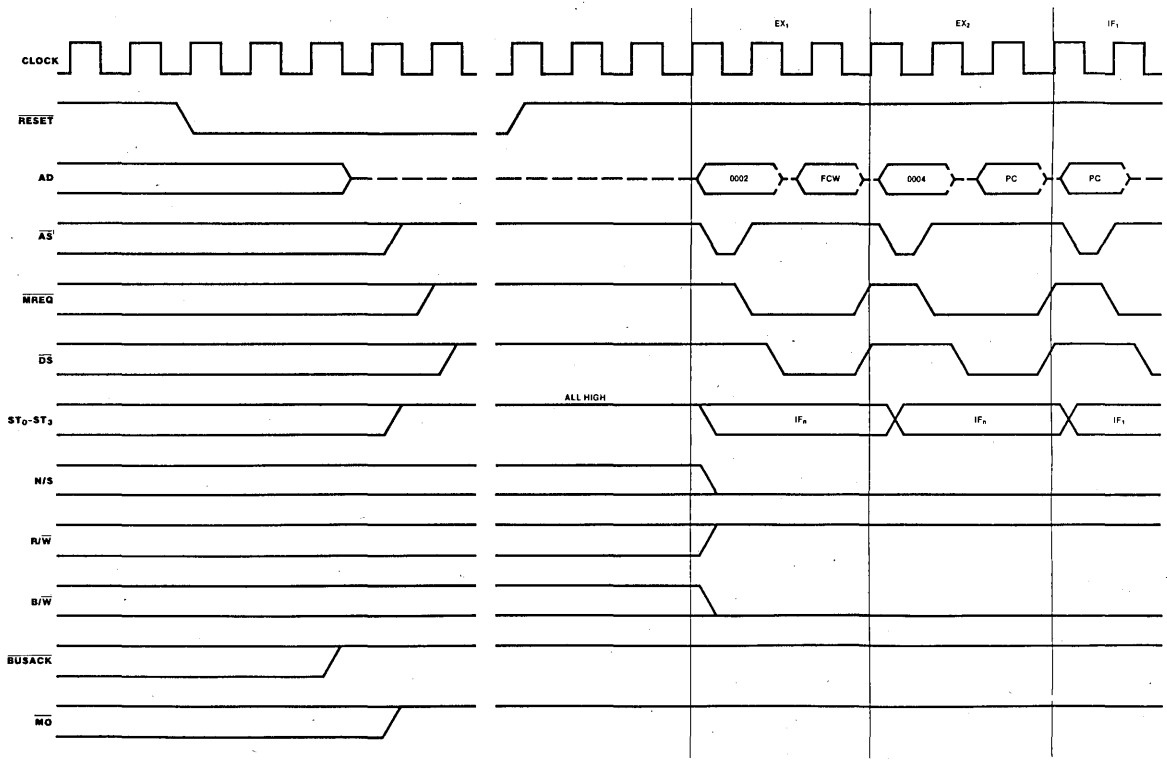 EX₁ EX₂ IF₁
CLOCK
RESET
AD 0002 FCW 0004 PC PC
AS
MREQ
DS
ALL HIGH
ST₀-ST₃ IFₙ IFₙ IF₁
N/S
R/W
B/W
BUSACK
MO